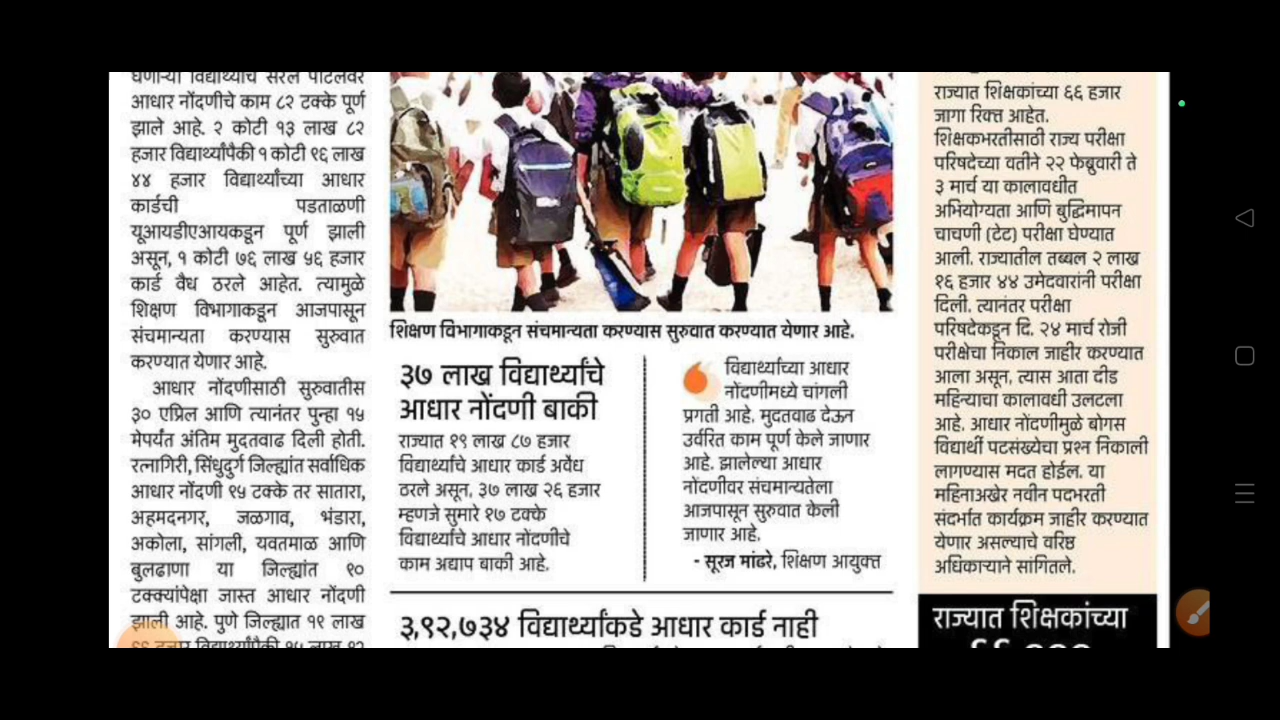 घेणाऱ्या विद्यार्थ्यांचे सरल पोर्टलवर
आधार नोंदणीचे काम ८२ टक्के पूर्ण
झाले आहे. २ कोटी १३ लाख ८२
हजार विद्यार्थ्यांपैकी १ कोटी ९६ लाख
४४ हजार विद्यार्थ्यांच्या आधार
कार्डची पडताळणी
यूआयडीएआयकडून पूर्ण झाली
असून, १ कोटी ७६ लाख ५६ हजार
कार्ड वैध ठरले आहेत. त्यामुळे
शिक्षण विभागाकडून आजपासून
संचमान्यता करण्यास सुरुवात
करण्यात येणार आहे.
आधार नोंदणीसाठी सुरुवातीस
३० एप्रिल आणि त्यानंतर पुन्हा १५
मेपर्यंत अंतिम मुदतवाढ दिली होती.
रत्नागिरी, सिंधुदुर्ग जिल्ह्यांत सर्वाधिक
आधार नोंदणी ९५ टक्के तर सातारा,
अहमदनगर, जळगाव, भंडारा,
अकोला, सांगली, यवतमाळ आणि
बुलढाणा या जिल्ह्यांत ९०
टक्क्यांपेक्षा जास्त आधार नोंदणी
झाली आहे. पुणे जिल्ह्यात १९ लाख
विद्यार्थ्यांपैकी १५ लाख १२
शिक्षण विभागाकडून संचमान्यता करण्यास सुरुवात करण्यात येणार आहे.
३७ लाख विद्यार्थ्यांचे
आधार नोंदणी बाकी
राज्यात १९ लाख ८७ हजार
विद्यार्थ्यांचे आधार कार्ड अवैध
ठरले असून, ३७ लाख २६ हजार
म्हणजे सुमारे १७ टक्के
विद्यार्थ्यांचे आधार नोंदणीचे
काम अद्याप बाकी आहे.
विद्यार्थ्यांच्या आधार
नोंदणीमध्ये चांगली
प्रगती आहे. मुदतवाढ देऊन
उर्वरित काम पूर्ण केले जाणार
आहे. झालेल्या आधार
नोंदणीवर संचमान्यतेला
आजपासून सुरुवात केली
जाणार आहे.
- सूरज मांढरे, शिक्षण आयुक्त
३,९२,७३४ विद्यार्थ्यांकडे आधार कार्ड नाही
राज्यात शिक्षकांच्या ६६ हजार
जागा रिक्त आहेत.
शिक्षकभरतीसाठी राज्य परीक्षा
परिषदेच्या वतीने २२ फेब्रुवारी ते
३ मार्च या कालावधीत
अभियोग्यता आणि बुद्धिमापन
चाचणी (टेट) परीक्षा घेण्यात
आली. राज्यातील तब्बल २ लाख
१६ हजार ४४ उमेदवारांनी परीक्षा
दिली. त्यानंतर परीक्षा
परिषदेकडून दि. २४ मार्च रोजी
परीक्षेचा निकाल जाहीर करण्यात
आला असून, त्यास आता दीड
महिन्याचा कालावधी उलटला
आहे. आधार नोंदणीमुळे बोगस
विद्यार्थी पटसंख्येचा प्रश्न निकाली
लागण्यास मदत होईल. या
महिनाअखेर नवीन पदभरती
संदर्भात कार्यक्रम जाहीर करण्यात
येणार असल्याचे वरिष्ठ
अधिकाऱ्याने सांगितले.
राज्यात शिक्षकांच्या